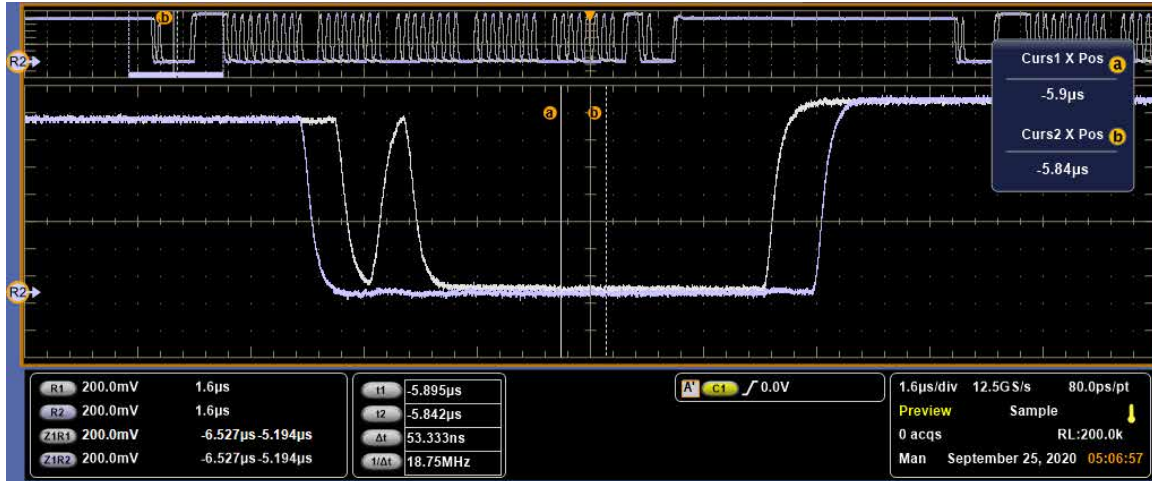 b
R2
Curs1 X Pos a
-5.9µs
Curs2 X Pos b
-5.84µs
a b
R2
R1 200.0mV 1.6µs
R2 200.0mV 1.6µs
Z1R1 200.0mV -6.527µs -5.194µs
Z1R2 200.0mV -6.527µs -5.194µs
t1 -5.895µs
t2 -5.842µs
Δt 53.333ns
1/Δt 18.75MHz
A' C1 0.0V
1.6µs/div 12.5GS/s 80.0ps/pt
Preview Sample
0 acqs RL:200.0k
Man September 25, 2020 05:06:57